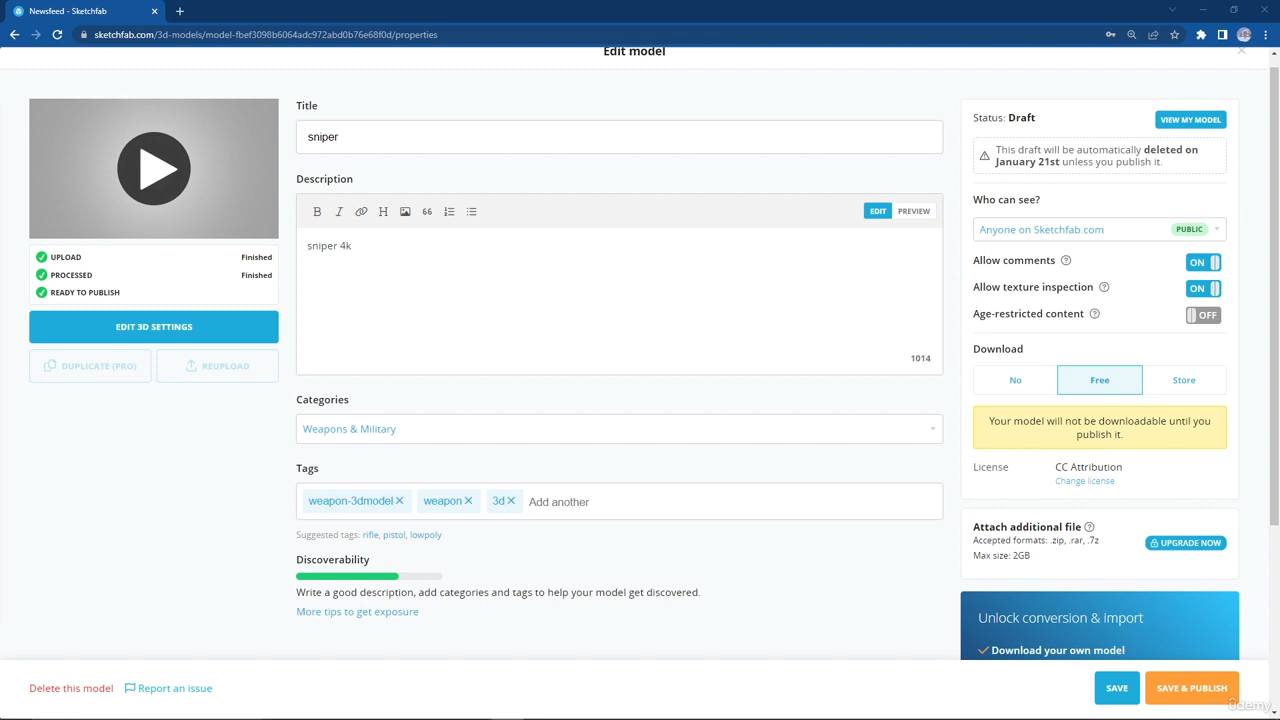 Newsfeed - Sketchfab
sketchfab.com/3d-models/model-fbef3098b6064adc972abd0b76e68f0d/properties
Edit model
Title
sniper
Description
B I H 66
EDIT PREVIEW
sniper 4k
1014
UPLOAD Finished
PROCESSED Finished
READY TO PUBLISH
EDIT 3D SETTINGS
DUPLICATE (PRO) REUPLOAD
Categories
Weapons & Military
Tags
weapon-3dmodel weapon 3d Add another
Suggested tags: rifle, pistol, lowpoly
Discoverability
Write a good description, add categories and tags to help your model get discovered.
More tips to get exposure
Status: Draft VIEW MY MODEL
This draft will be automatically deleted on
January 21st unless you publish it.
Who can see?
Anyone on Sketchfab.com PUBLIC
Allow comments ? ON
Allow texture inspection ? ON
Age-restricted content ? OFF
Download
No Free Store
Your model will not be downloadable until you
publish it.
License CC Attribution
Change license
Attach additional file ?
Accepted formats: .zip, .rar, .7z
Max size: 2GB
UPGRADE NOW
Unlock conversion & import
Download your own model
Delete this model Report an issue
SAVE SAVE & PUBLISH
ûdemy